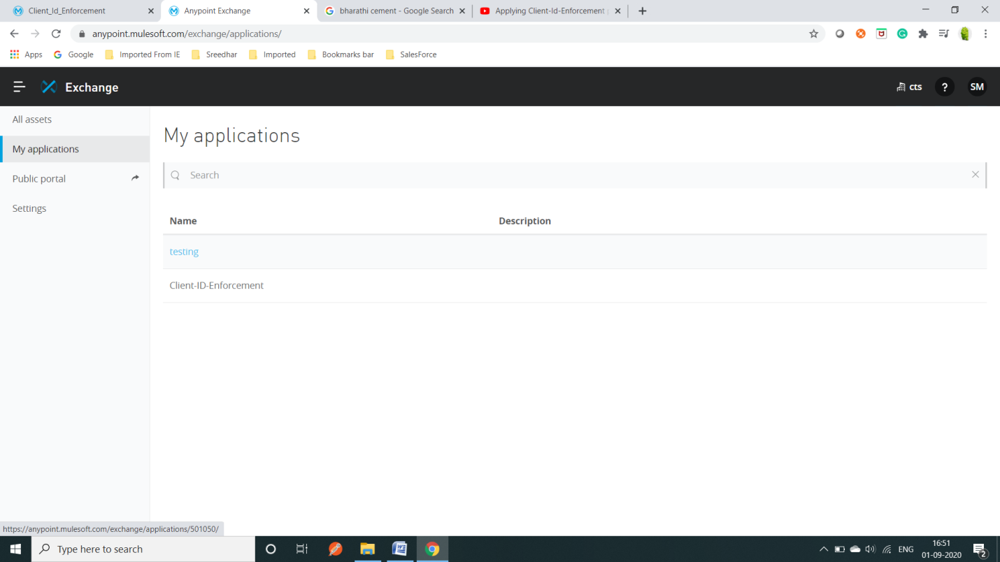 Client_Id_Enforcement
Anypoint Exchange
bharathi cement - Google Search
Applying Client-Id-Enforcement
anypoint.mulesoft.com/exchange/applications/
Apps Google Imported From IE Sreedhar Imported Bookmarks bar SalesForce
Exchange
cts ? SM
All assets
My applications
Public portal
Settings
My applications
Search
Name Description
testing
Client-ID-Enforcement
https://anypoint.mulesoft.com/exchange/applications/501050/
Type here to search
ENG
16:51
01-09-2020
2